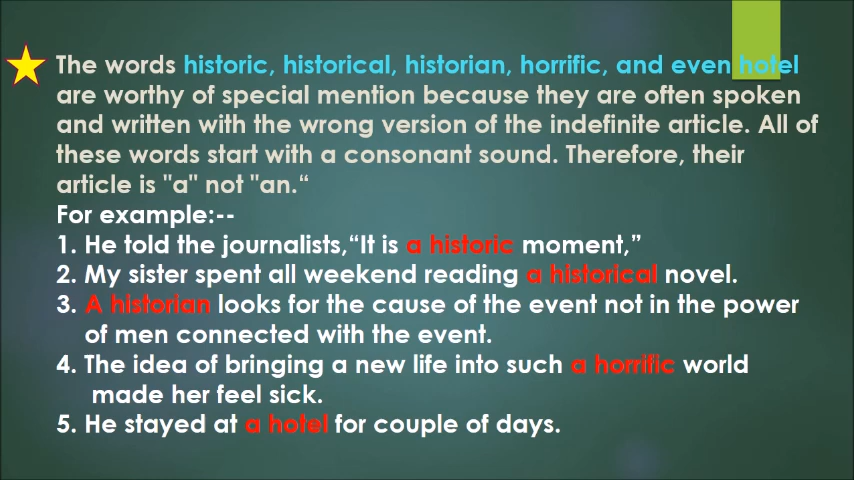 The words historic, historical, historian, horrific, and even hotel
are worthy of special mention because they are often spoken
and written with the wrong version of the indefinite article. All of
these words start with a consonant sound. Therefore, their
article is "a" not "an.“
For example:--
1. He told the journalists,“It is a historic moment,”
2. My sister spent all weekend reading a historical novel.
3. A historian looks for the cause of the event not in the power
of men connected with the event.
4. The idea of bringing a new life into such a horrific world
made her feel sick.
5. He stayed at a hotel for couple of days.